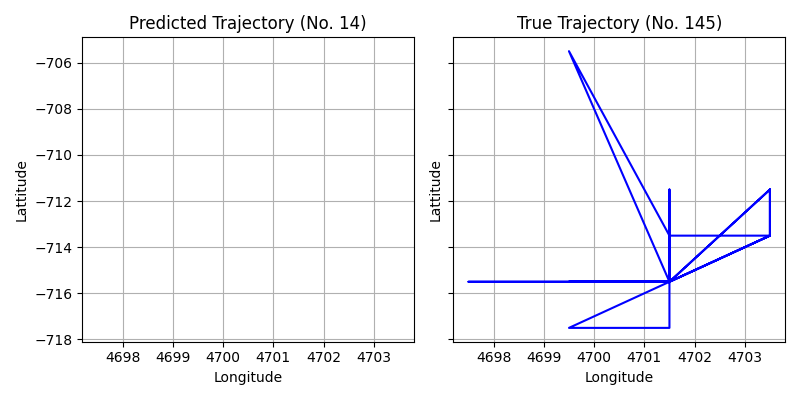 Predicted Trajectory (No. 14)
True Trajectory (No. 145)
−706
−708
−710
−712
−714
−716
−718
Lattitude
Lattitude
4698 4699 4700 4701 4702 4703
4698 4699 4700 4701 4702 4703
Longitude
Longitude